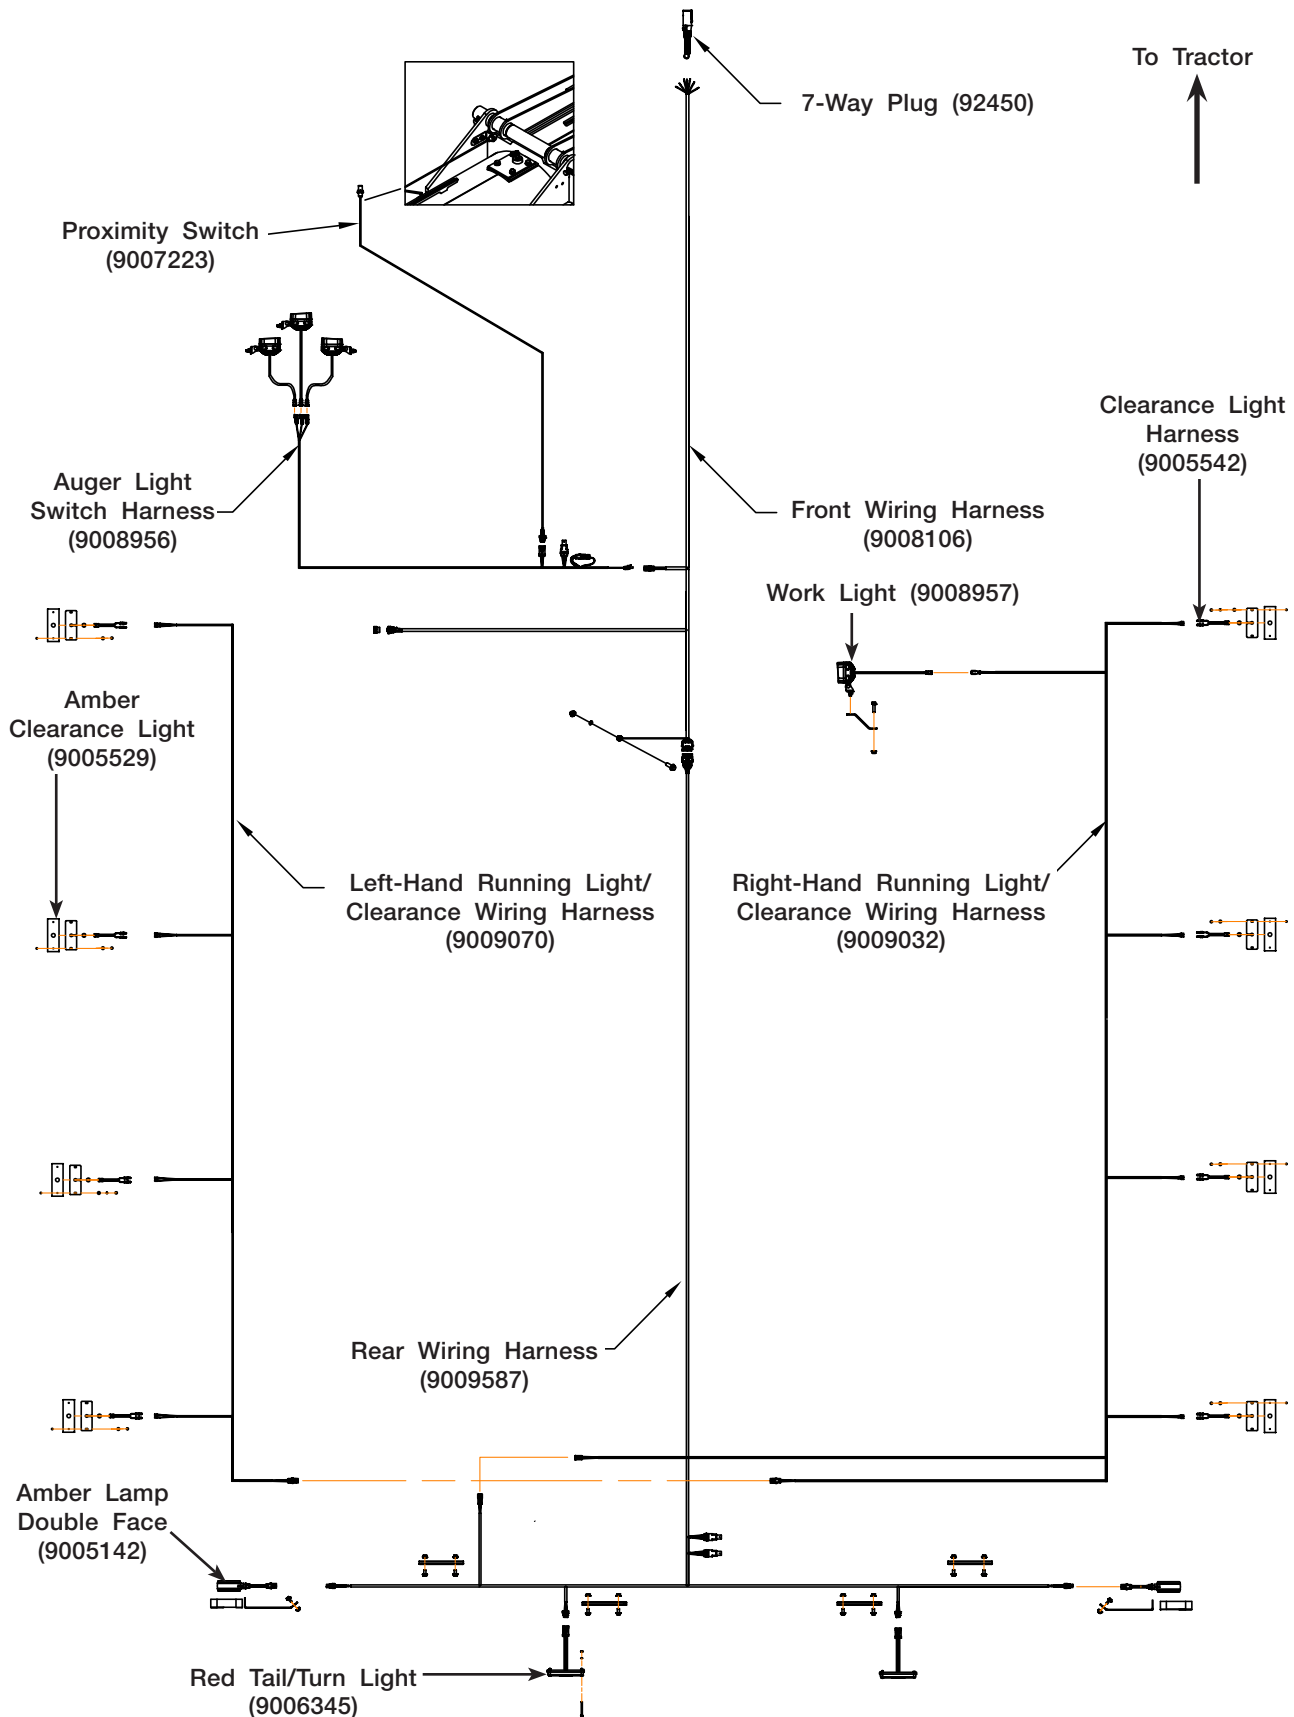 To Tractor
7-Way Plug (92450)
Proximity Switch
(9007223)
Clearance Light
Harness
(9005542)
Auger Light
Switch Harness
(9008956)
Front Wiring Harness
(9008106)
Work Light (9008957)
Amber
Clearance Light
(9005529)
Left-Hand Running Light/
Clearance Wiring Harness
(9009070)
Right-Hand Running Light/
Clearance Wiring Harness
(9009032)
Rear Wiring Harness
(9009587)
Amber Lamp
Double Face
(9005142)
Red Tail/Turn Light
(9006345)